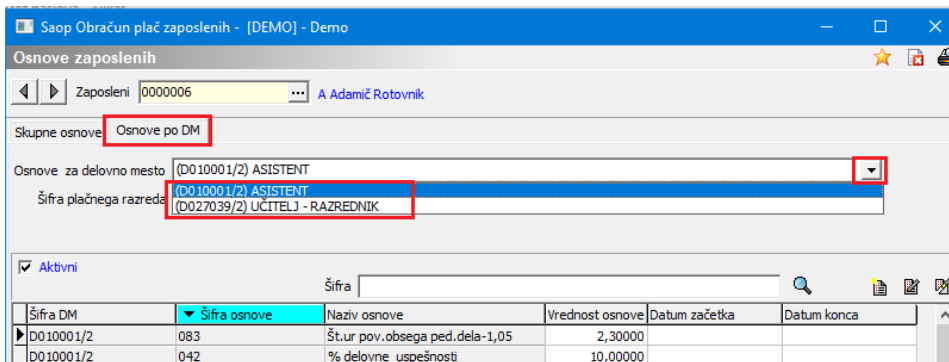 Saop Obračun plač zaposlenih - [DEMO] - Demo
Osnove zaposlenih
Zaposleni 0000006 ... A Adamič Rotovnik
Skupne osnove Osnove po DM
Osnove za delovno mesto (D010001/2) ASISTENT
(D010001/2) ASISTENT
Šifra plačnega razreda
(D027039/2) UČITELJ - RAZREDNIK
Aktivni
Šifra
Šifra DM Šifra osnove Naziv osnove Vrednost osnove Datum začetka Datum konca
D010001/2 083 Št.ur pov.obsega ped.dela-1,05 2,30000
D010001/2 042 % delovne uspešnosti 10,00000